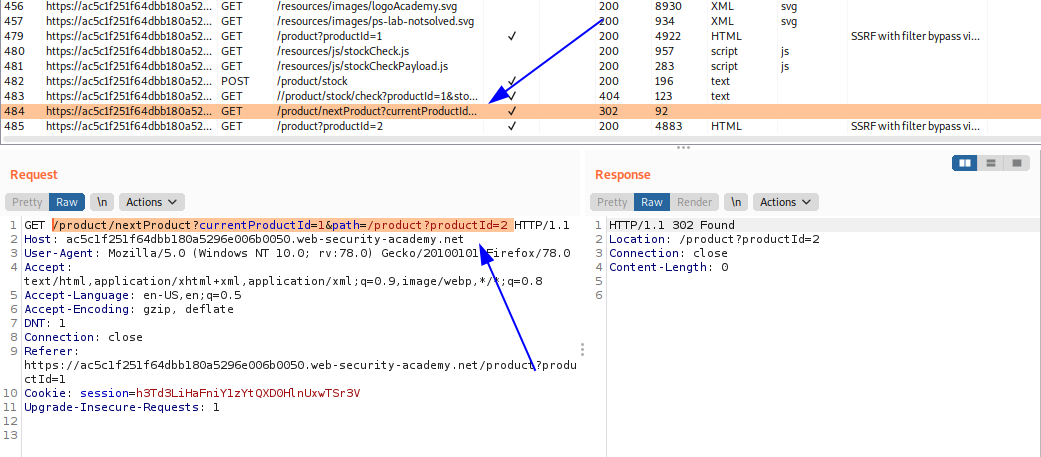 456 https://ac5c1f251f64dbb180a52... GET /resources/images/logoAcademy.svg 200 8930 XML svg
457 https://ac5c1f251f64dbb180a52... GET /resources/images/ps-lab-notsolved.svg 200 934 XML svg
479 https://ac5c1f251f64dbb180a52... GET /product?productId=1 ✓ 200 4922 HTML SSRF with filter bypass vi...
480 https://ac5c1f251f64dbb180a52... GET /resources/js/stockCheck.js 200 957 script js
481 https://ac5c1f251f64dbb180a52... GET /resources/js/stockCheckPayload.js 200 283 script js
482 https://ac5c1f251f64dbb180a52... POST /product/stock ✓ 200 196 text
483 https://ac5c1f251f64dbb180a52... GET //product/stock/check?productId=1&sto... ✓ 404 123 text
484 https://ac5c1f251f64dbb180a52... GET /product/nextProduct?currentProductId... ✓ 302 92
485 https://ac5c1f251f64dbb180a52... GET /product?productId=2 ✓ 200 4883 HTML SSRF with filter bypass vi...
Request
Pretty Raw \n Actions
1 GET /product/nextProduct?currentProductId=1&path=/product?productId=2 HTTP/1.1
2 Host: ac5c1f251f64dbb180a5296e006b0050.web-security-academy.net
3 User-Agent: Mozilla/5.0 (Windows NT 10.0; rv:78.0) Gecko/20100101 Firefox/78.0
4 Accept:
text/html,application/xhtml+xml,application/xml;q=0.9,image/webp,*/*;q=0.8
5 Accept-Language: en-US,en;q=0.5
6 Accept-Encoding: gzip, deflate
7 DNT: 1
8 Connection: close
9 Referer:
https://ac5c1f251f64dbb180a5296e006b0050.web-security-academy.net/product?produ
ctId=1
10 Cookie: session=h3Td3LiHaFniY1zYtQXD0HlnUxwTSr3V
11 Upgrade-Insecure-Requests: 1
12
13
Response
Pretty Raw Render \n Actions
1 HTTP/1.1 302 Found
2 Location: /product?productId=2
3 Connection: close
4 Content-Length: 0
5
6